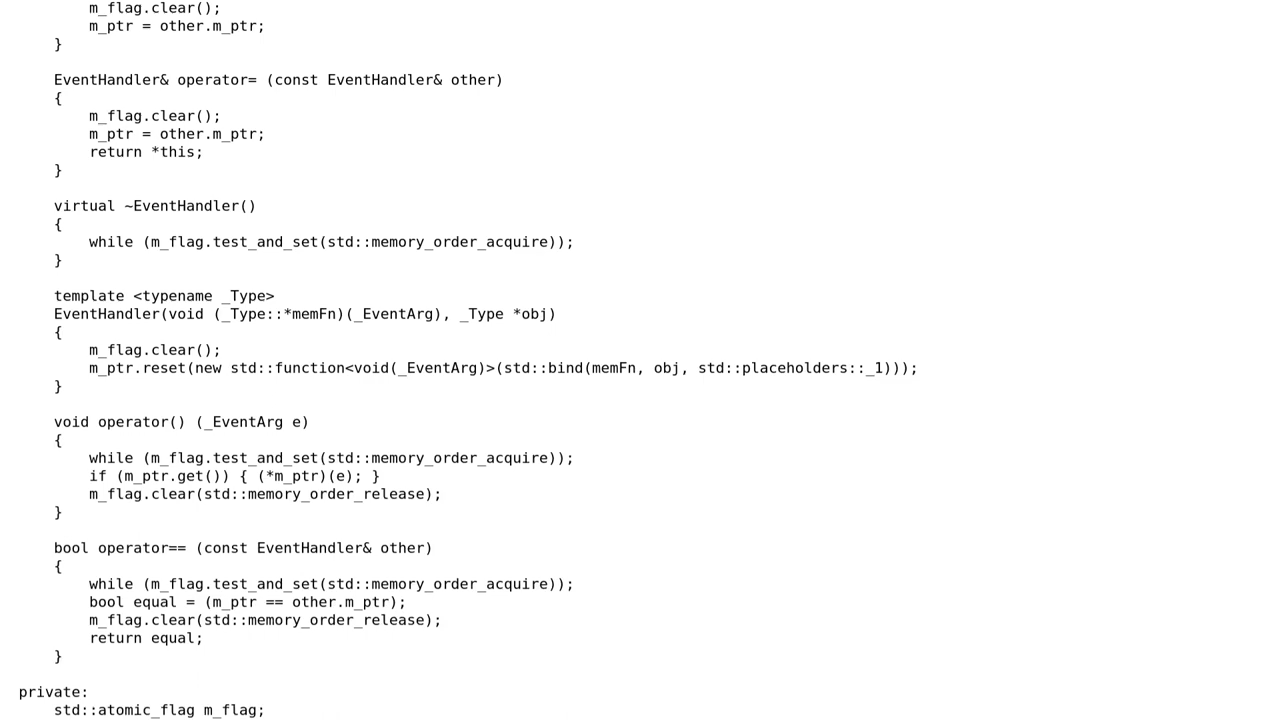 m_flag.clear();
m_ptr = other.m_ptr;
}
EventHandler& operator= (const EventHandler& other)
{
m_flag.clear();
m_ptr = other.m_ptr;
return *this;
}
virtual ~EventHandler()
{
while (m_flag.test_and_set(std::memory_order_acquire));
}
template <typename _Type>
EventHandler(void (_Type::*memFn)(_EventArg), _Type *obj)
{
m_flag.clear();
m_ptr.reset(new std::function<void(_EventArg)>(std::bind(memFn, obj, std::placeholders::_1)));
}
void operator() (_EventArg e)
{
while (m_flag.test_and_set(std::memory_order_acquire));
if (m_ptr.get()) { (*m_ptr)(e); }
m_flag.clear(std::memory_order_release);
}
bool operator== (const EventHandler& other)
{
while (m_flag.test_and_set(std::memory_order_acquire));
bool equal = (m_ptr == other.m_ptr);
m_flag.clear(std::memory_order_release);
return equal;
}
private:
std::atomic_flag m_flag;